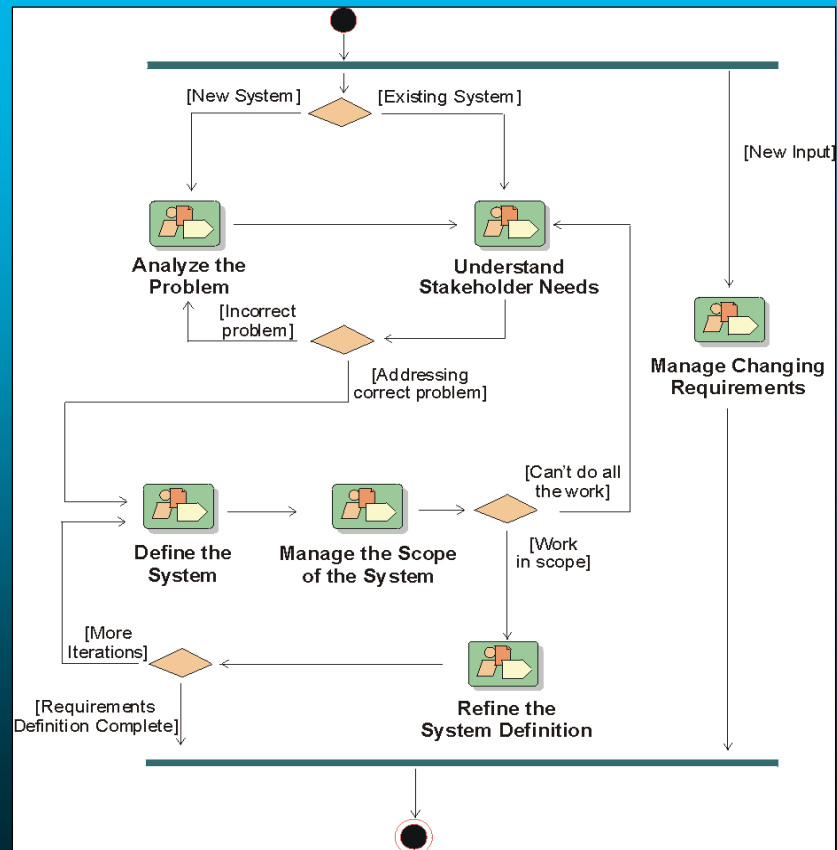 [New System]
[Existing System]
[New Input]
Analyze the
Problem
Understand
Stakeholder Needs
[Incorrect
problem]
Manage Changing
Requirements
[Addressing
correct problem]
[Can't do all
the work]
Define the
System
Manage the Scope
of the System
[Work
in scope]
[More
Iterations]
[Requirements
Definition Complete]
Refine the
System Definition